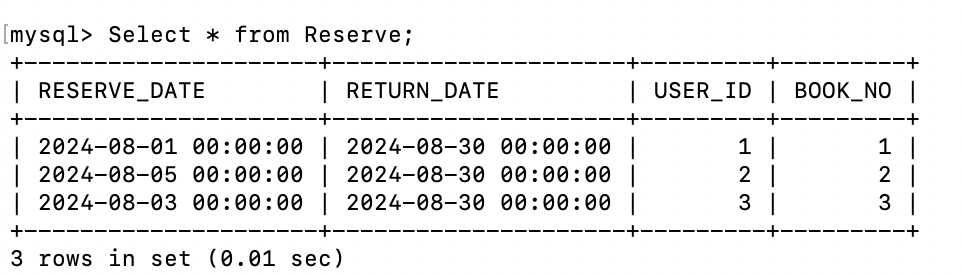 [mysql> Select * from Reserve;
+---------------------+---------------------+---------+---------+
| RESERVE_DATE        | RETURN_DATE         | USER_ID | BOOK_NO |
+---------------------+---------------------+---------+---------+
| 2024-08-01 00:00:00 | 2024-08-30 00:00:00 |       1 |       1 |
| 2024-08-05 00:00:00 | 2024-08-30 00:00:00 |       2 |       2 |
| 2024-08-03 00:00:00 | 2024-08-30 00:00:00 |       3 |       3 |
+---------------------+---------------------+---------+---------+
3 rows in set (0.01 sec)